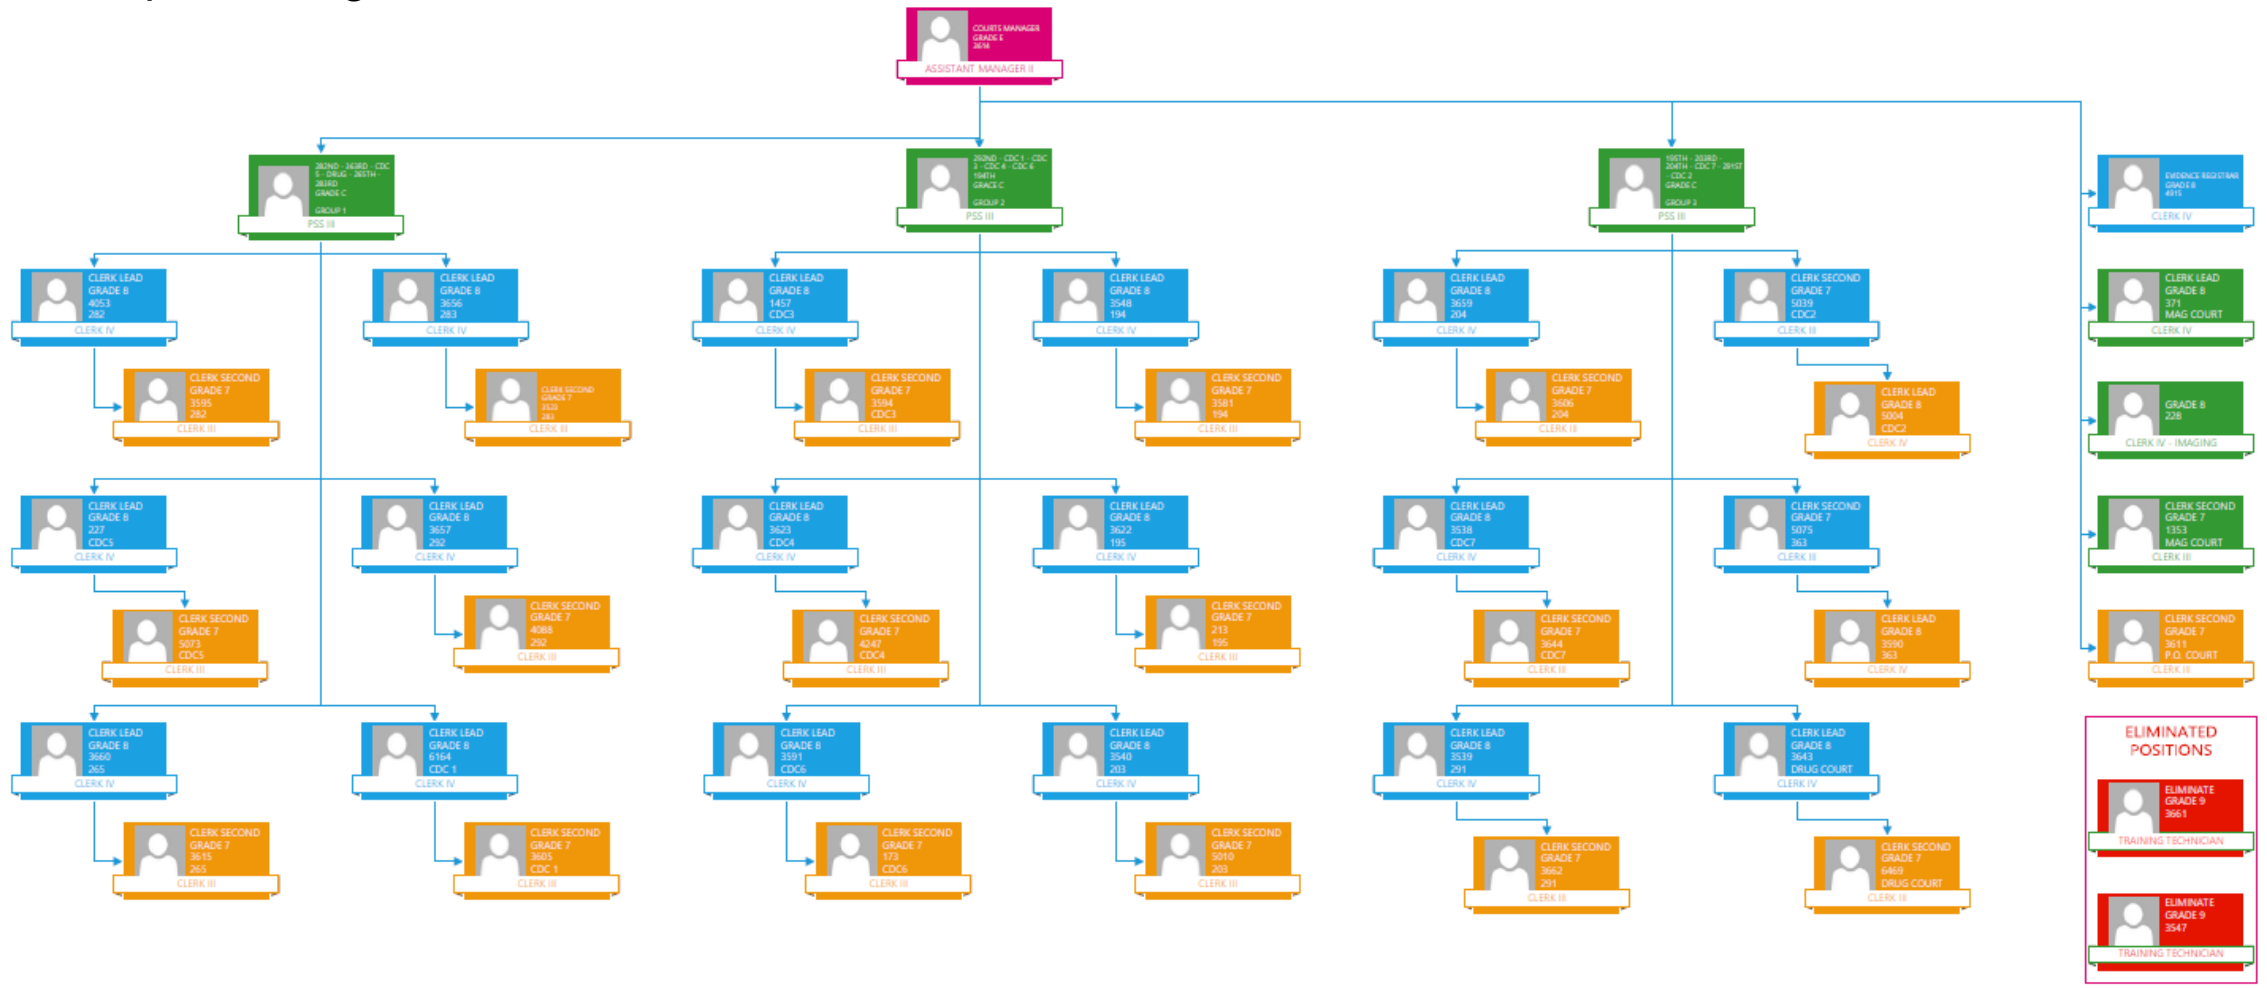 COURTS MANAGER
GRADE E
3614
ASSISTANT MANAGER II
282ND - 363RD - CDC
5 - DRUG - 265TH -
283RD
GRADE C
GROUP 1
PSS III
292ND - CDC 1 - CDC
3 - CDC 4 - CDC 6
194TH
GRACE C
GROUP 2
PSS III
195TH - 203RD -
204TH - CDC 7 - 291ST
- CDC 2
GRADE C
GROUP 3
PSS III
EVIDENCE REGISTRAR
GRADE 8
4915
CLERK IV
CLERK LEAD
GRADE 8
4053
282
CLERK IV
CLERK LEAD
GRADE 8
3656
283
CLERK IV
CLERK LEAD
GRADE 8
1457
CDC3
CLERK IV
CLERK LEAD
GRADE 8
3548
194
CLERK IV
CLERK LEAD
GRADE 8
3659
204
CLERK IV
CLERK SECOND
GRADE 7
5039
CDC2
CLERK III
CLERK LEAD
GRADE 8
371
MAG COURT
CLERK IV
CLERK SECOND
GRADE 7
3595
282
CLERK III
CLERK SECOND
GRADE 7
283
CLERK III
CLERK SECOND
GRADE 7
3594
CDC3
CLERK III
CLERK SECOND
GRADE 7
3581
194
CLERK III
CLERK SECOND
GRADE 7
3606
204
CLERK III
CLERK LEAD
GRADE 8
5004
CDC2
CLERK IV
GRADE 8
228
CLERK IV - IMAGING
CLERK LEAD
GRADE 8
227
CDC5
CLERK IV
CLERK LEAD
GRADE 8
3657
292
CLERK IV
CLERK LEAD
GRADE 8
3623
CDC4
CLERK IV
CLERK LEAD
GRADE 8
3622
195
CLERK IV
CLERK LEAD
GRADE 8
3538
CDC7
CLERK IV
CLERK SECOND
GRADE 7
5075
363
CLERK III
CLERK SECOND
GRADE 7
1353
MAG COURT
CLERK III
CLERK SECOND
GRADE 7
5073
CDC5
CLERK III
CLERK SECOND
GRADE 7
4088
292
CLERK III
CLERK SECOND
GRADE 7
4247
CDC4
CLERK III
CLERK SECOND
GRADE 7
213
195
CLERK III
CLERK SECOND
GRADE 7
3644
CDC7
CLERK III
CLERK LEAD
GRADE 8
3590
363
CLERK IV
CLERK SECOND
GRADE 7
3611
P.O. COURT
CLERK III
CLERK LEAD
GRADE 8
3660
265
CLERK IV
CLERK LEAD
GRADE 8
6164
CDC 1
CLERK IV
CLERK LEAD
GRADE 8
3591
CDC6
CLERK IV
CLERK LEAD
GRADE 8
3540
203
CLERK IV
CLERK LEAD
GRADE 8
3539
291
CLERK IV
CLERK LEAD
GRADE 8
3643
DRUG COURT
CLERK IV
CLERK SECOND
GRADE 7
3615
265
CLERK III
CLERK SECOND
GRADE 7
3605
CDC 1
CLERK III
CLERK SECOND
GRADE 7
173
CDC6
CLERK III
CLERK SECOND
GRADE 7
5010
203
CLERK III
CLERK SECOND
GRADE 7
3662
291
CLERK III
CLERK SECOND
GRADE 7
6469
DRUG COURT
CLERK III
ELIMINATED
POSITIONS
ELIMINATE
GRADE 9
3661
TRAINING TECHNICIAN
ELIMINATE
GRADE 9
3547
TRAINING TECHNICIAN